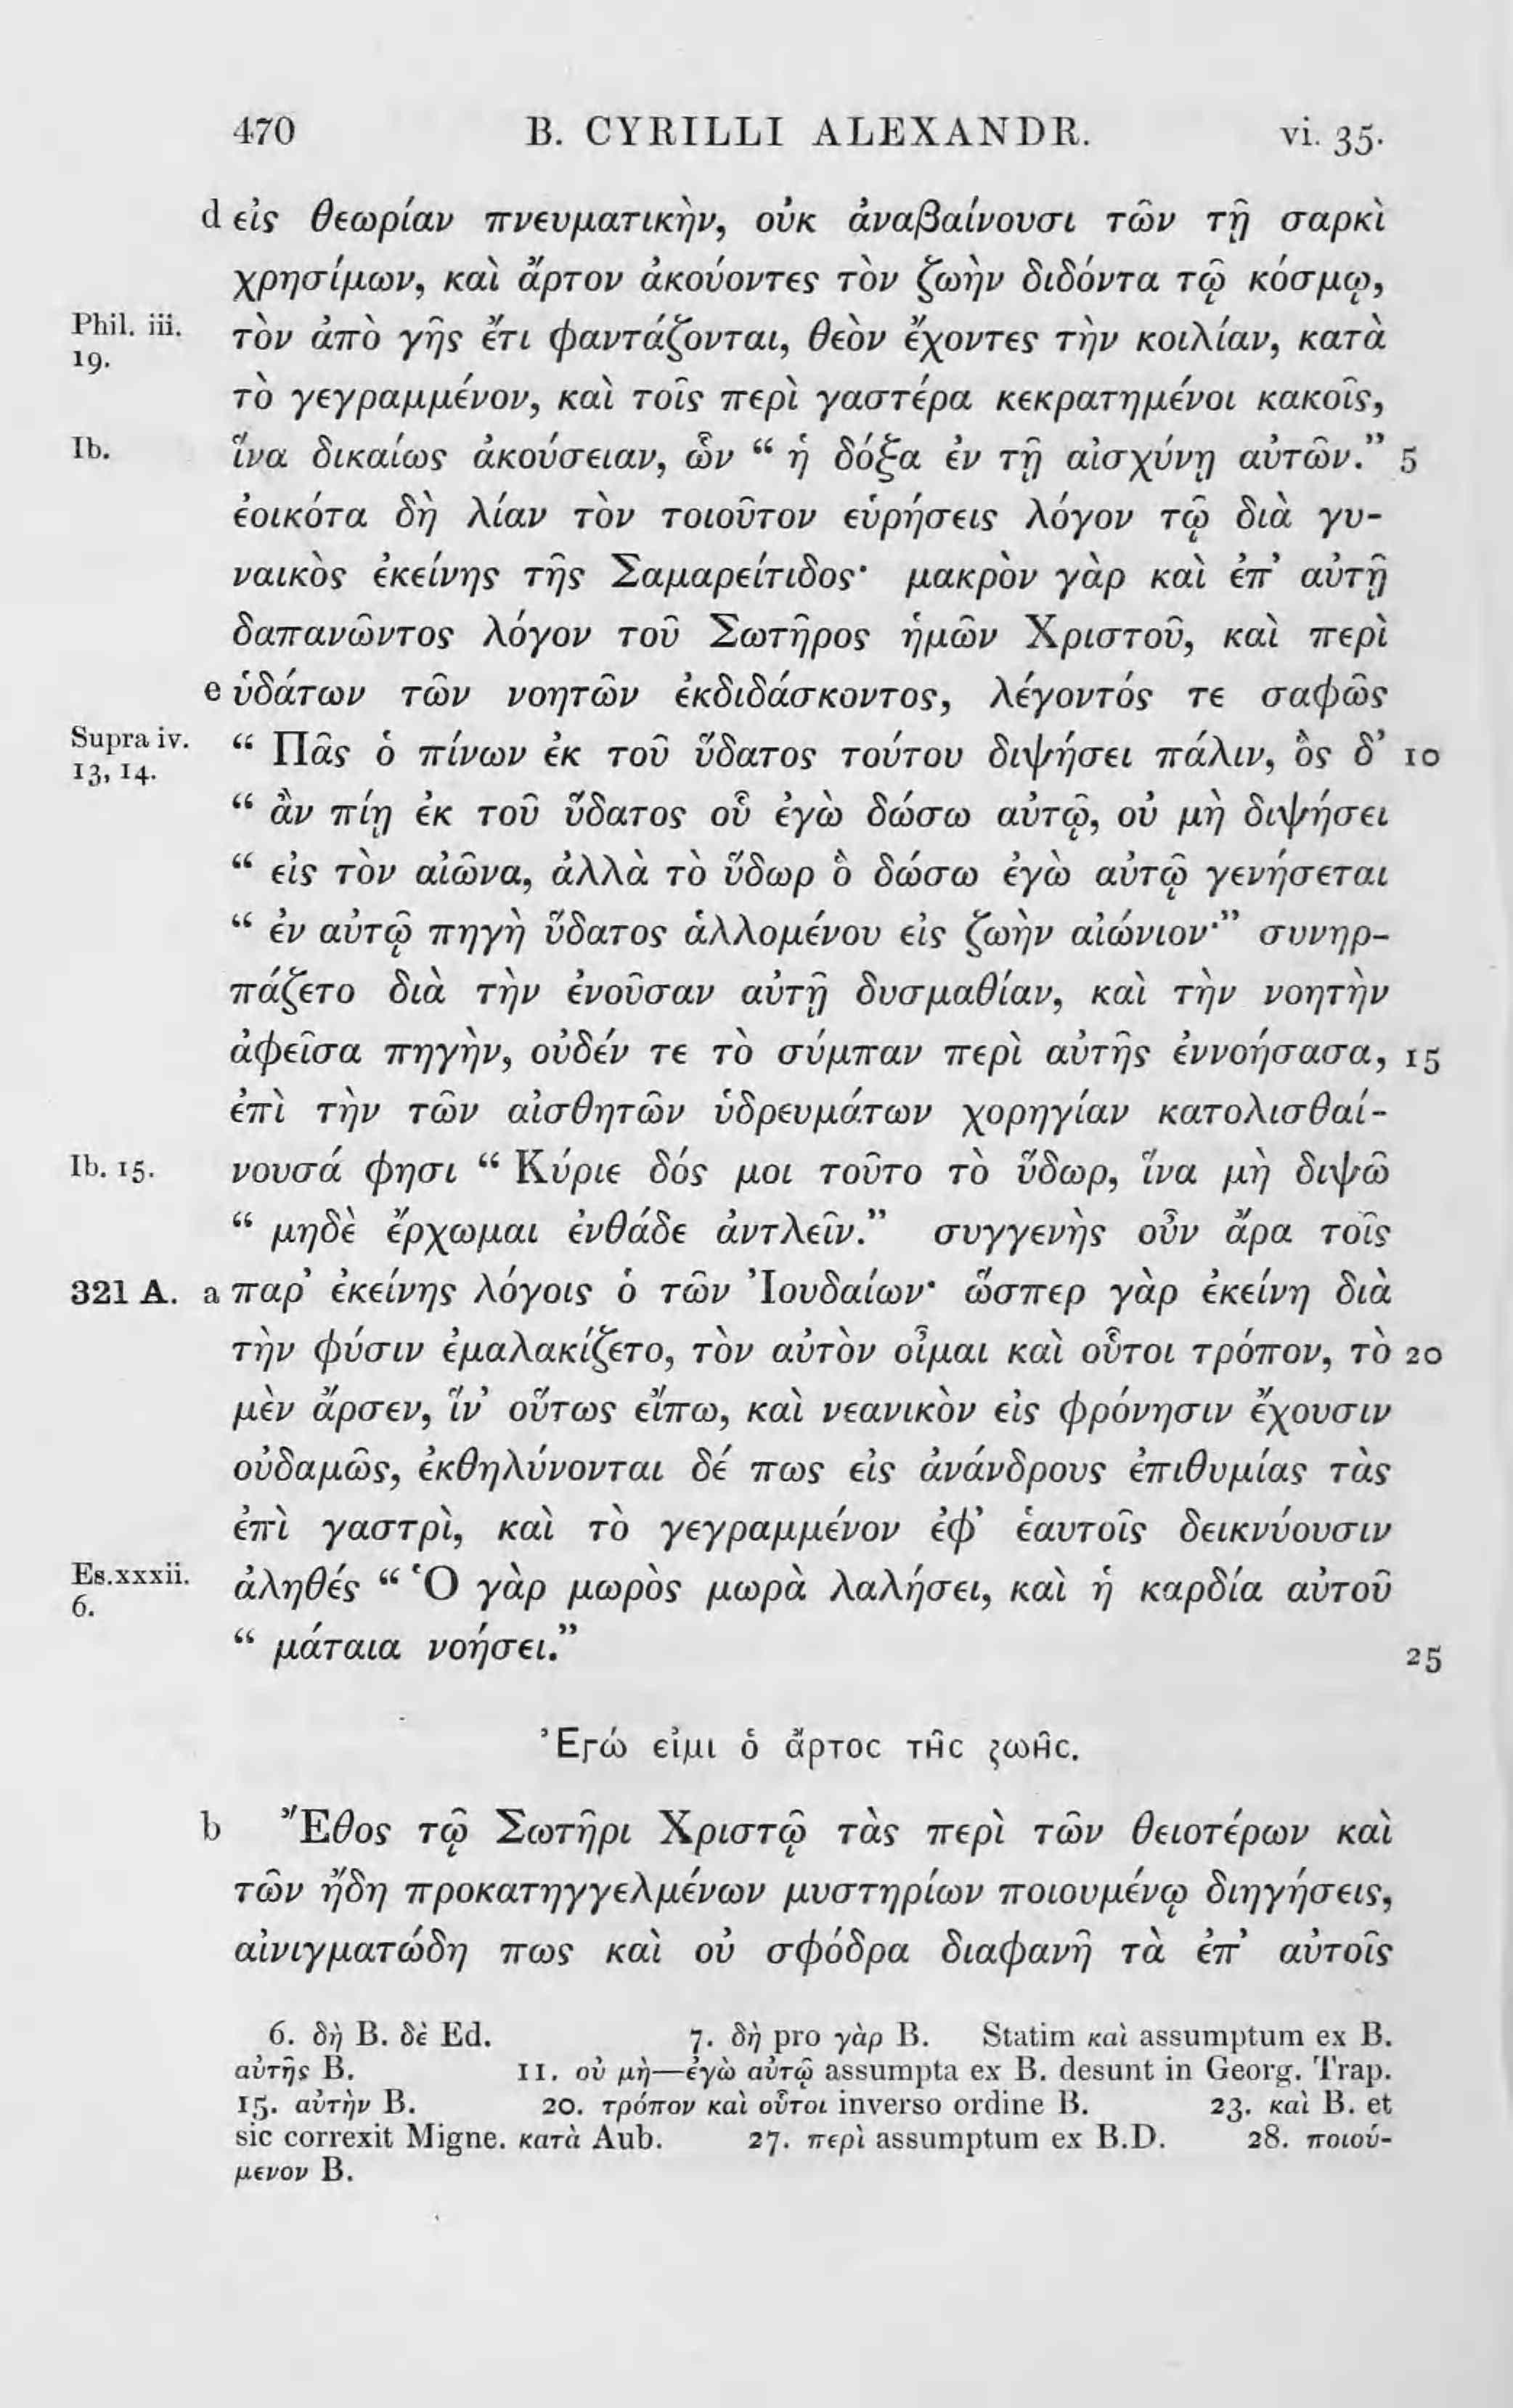 470 B. CYRILLI ALEXANDR. vi. 35.
d εἰς θεωρίαν πνευματικὴν, οὐκ ἀναβαίνουσι τῶν τῇ σαρκὶ
χρησίμων, καὶ ἄρτον ἀκούοντες τὸν ζωὴν διδόντα τῷ κόσμῳ,
Phil. iii. 19. τὸν ἀπὸ γῆς ἔτι φαντάζονται, θεὸν ἔχοντες τὴν κοιλίαν, κατὰ
τὸ γεγραμμένον, καὶ τοῖς περὶ γαστέρα κεκρατημένοι κακοῖς,
Ib. ἵνα δικαίως ἀκούσειαν, ὧν “ ἡ δόξα ἐν τῇ αἰσχύνῃ αὐτῶν.” 5
ἐοικότα δὴ λίαν τὸν τοιοῦτον εὑρήσεις λόγον τῷ διὰ γυ-
ναικὸς ἐκείνης τῆς Σαμαρείτιδος· μακρὸν γὰρ καὶ ἐπ’ αὐτῇ
δαπανῶντος λόγον τοῦ Σωτῆρος ἡμῶν Χριστοῦ, καὶ περὶ
e ὑδάτων τῶν νοητῶν ἐκδιδάσκοντος, λέγοντός τε σαφῶς
Supra iv. 13, 14. “ Πᾶς ὁ πίνων ἐκ τοῦ ὕδατος τούτου διψήσει πάλιν, ὃς δ’ 10
“ ἂν πίῃ ἐκ τοῦ ὕδατος οὗ ἐγὼ δώσω αὐτῷ, οὐ μὴ διψήσει
“ εἰς τὸν αἰῶνα, ἀλλὰ τὸ ὕδωρ ὃ δώσω ἐγὼ αὐτῷ γενήσεται
“ ἐν αὐτῷ πηγὴ ὕδατος ἁλλομένου εἰς ζωὴν αἰώνιον·” συνηρ-
πάζετο διὰ τὴν ἐνοῦσαν αὐτῇ δυσμαθίαν, καὶ τὴν νοητὴν
ἀφεῖσα πηγὴν, οὐδέν τε τὸ σύμπαν περὶ αὐτῆς ἐννοήσασα, 15
ἐπὶ τὴν τῶν αἰσθητῶν ὑδρευμάτων χορηγίαν κατολισθαί-
Ib. 15. νουσά φησι “ Κύριε δός μοι τοῦτο τὸ ὕδωρ, ἵνα μὴ διψῶ
“ μηδὲ ἔρχωμαι ἐνθάδε ἀντλεῖν.” συγγενὴς οὖν ἄρα τοῖς
321 A. a παρ’ ἐκείνης λόγοις ὁ τῶν Ἰουδαίων· ὥσπερ γὰρ ἐκείνη διὰ
τὴν φύσιν ἐμαλακίζετο, τὸν αὐτὸν οἶμαι καὶ οὗτοι τρόπον, τὸ 20
μὲν ἄρσεν, ἵν’ οὕτως εἴπω, καὶ νεανικὸν εἰς φρόνησιν ἔχουσιν
οὐδαμῶς, ἐκθηλύνονται δέ πως εἰς ἀνάνδρους ἐπιθυμίας τὰς
ἐπὶ γαστρὶ, καὶ τὸ γεγραμμένον ἐφ’ ἑαυτοῖς δεικνύουσιν
Es. xxxii. 6. ἀληθές “ Ὁ γὰρ μωρὸς μωρὰ λαλήσει, καὶ ἡ καρδία αὐτοῦ
“ μάταια νοήσει.” 25
Ἐγώ εἰμι ὁ ἄρτος τῆς ζωῆς.
b Ἔθος τῷ Σωτῆρι Χριστῷ τὰς περὶ τῶν θειοτέρων καὶ
τῶν ἤδη προκατηγγελμένων μυστηρίων ποιουμένῳ διηγήσεις,
αἰνιγματώδη πως καὶ οὐ σφόδρα διαφανῆ τὰ ἐπ’ αὐτοῖς
6. δὴ B. δὲ Ed. 7. δὴ pro γὰρ B. Statim καὶ assumptum ex B.
αὐτῆς B. 11. οὐ μὴ—ἐγὼ αὐτῷ assumpta ex B. desunt in Georg. Trap.
15. αὐτὴν B. 20. τρόπον καὶ οὗτοι inverso ordine B. 23. καὶ B. et
sic correxit Migne. κατὰ Aub. 27. περὶ assumptum ex B.D. 28. ποιού-
μενον B.